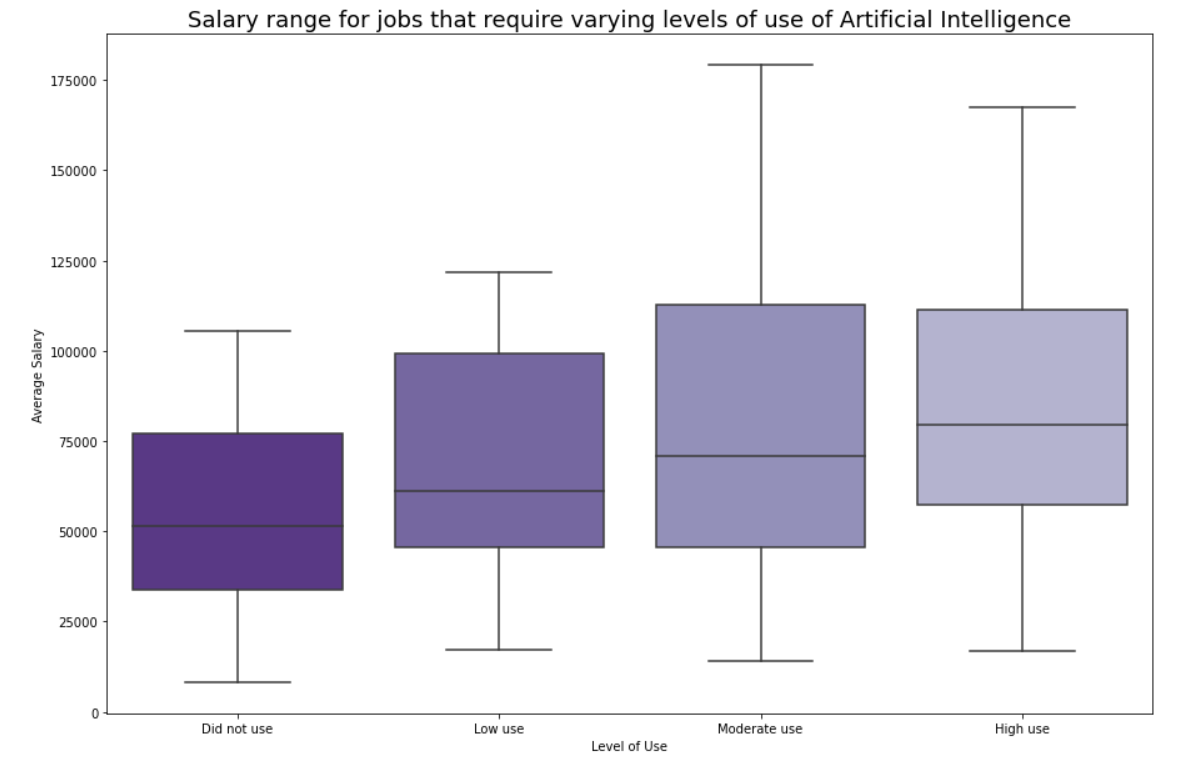 Salary range for jobs that require varying levels of use of Artificial Intelligence
175000
150000
125000
100000
75000
50000
25000
0
Average Salary
Did not use
Low use
Moderate use
High use
Level of Use